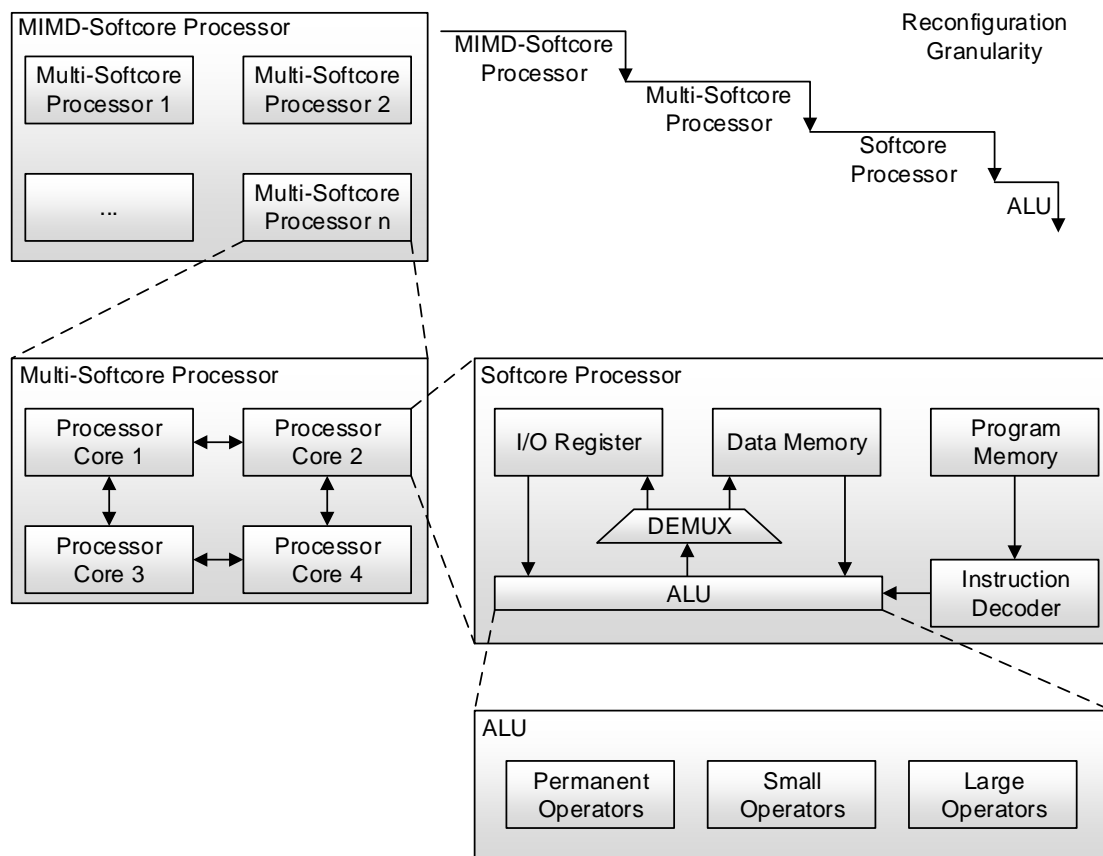 MIMD-Softcore Processor
Multi-Softcore
Processor 1
Multi-Softcore
Processor 2
...
Multi-Softcore
Processor n
MIMD-Softcore
Processor
Multi-Softcore
Processor
Softcore
Processor
ALU
Reconfiguration
Granularity
Multi-Softcore Processor
Processor
Core 1
Processor
Core 2
Processor
Core 3
Processor
Core 4
Softcore Processor
I/O Register
Data Memory
Program
Memory
DEMUX
ALU
Instruction
Decoder
ALU
Permanent
Operators
Small
Operators
Large
Operators